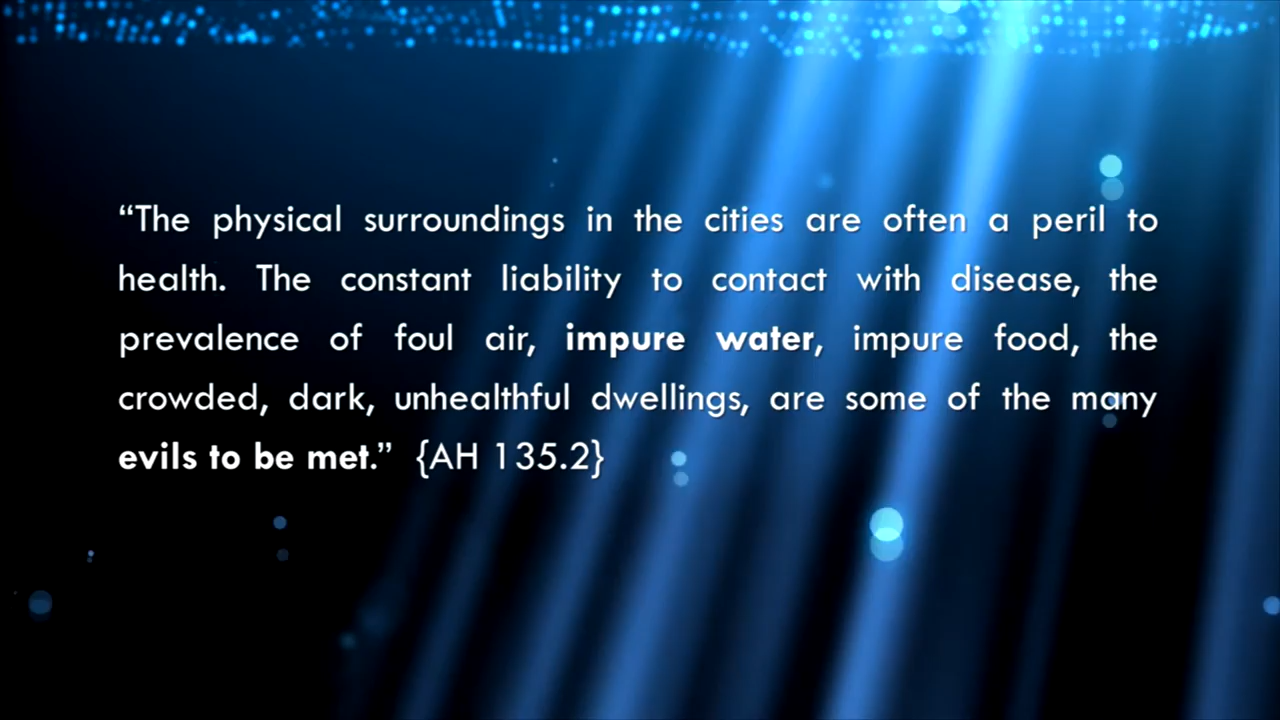 “The physical surroundings in the cities are often a peril to
health. The constant liability to contact with disease, the
prevalence of foul air, impure water, impure food, the
crowded, dark, unhealthful dwellings, are some of the many
evils to be met.” {AH 135.2}